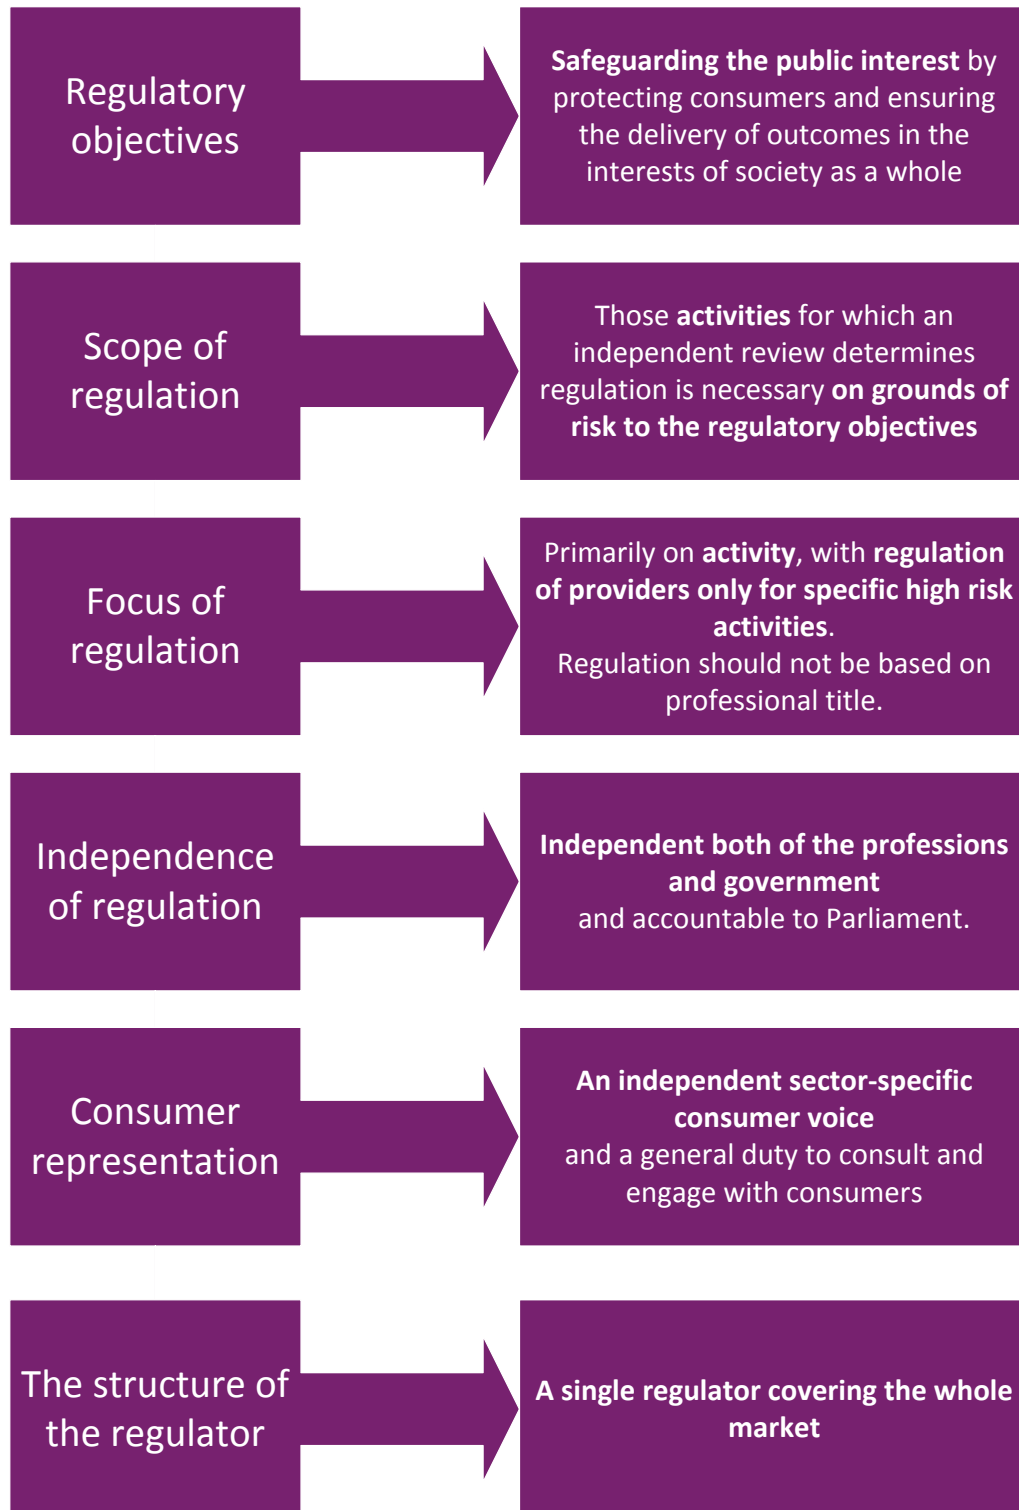 Regulatory
objectives
Safeguarding the public interest by
protecting consumers and ensuring
the delivery of outcomes in the
interests of society as a whole
Scope of
regulation
Those activities for which an
independent review determines
regulation is necessary on grounds of
risk to the regulatory objectives
Focus of
regulation
Primarily on activity, with regulation
of providers only for specific high risk
activities.
Regulation should not be based on
professional title.
Independence
of regulation
Independent both of the professions
and government
and accountable to Parliament.
Consumer
representation
An independent sector-specific
consumer voice
and a general duty to consult and
engage with consumers
The structure of
the regulator
A single regulator covering the whole
market